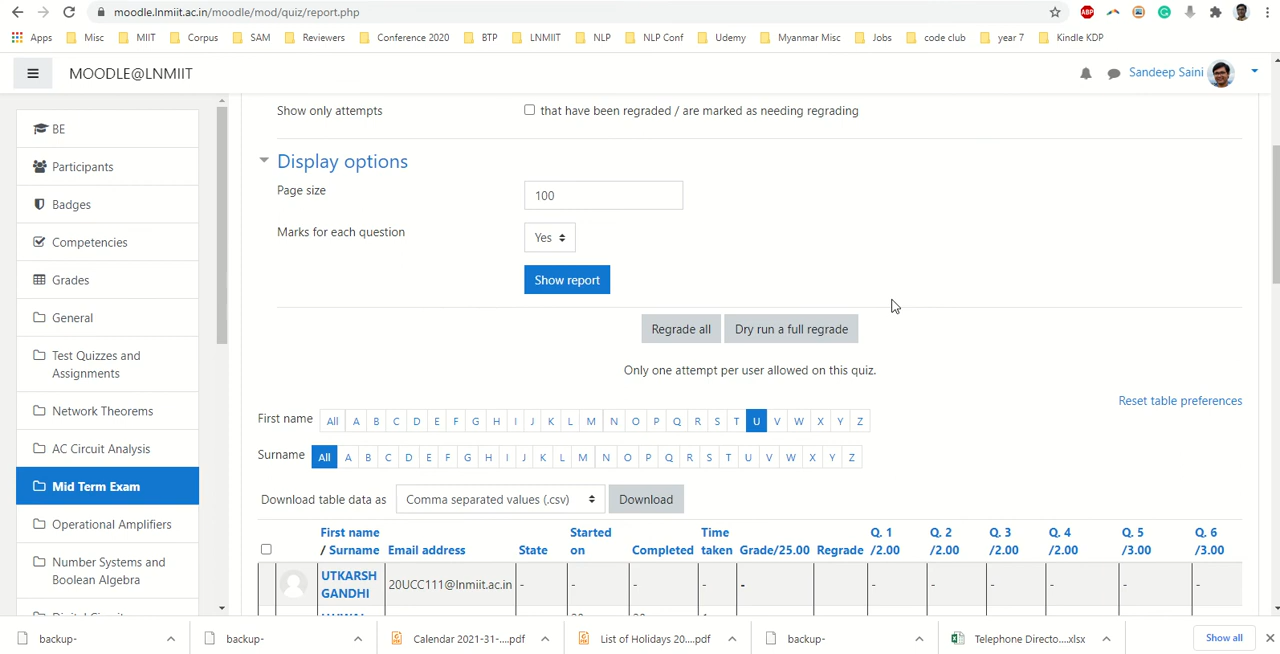 moodle.lnmiit.ac.in/moodle/mod/quiz/report.php
ABP
Apps Misc MIIT Corpus SAM Reviewers Conference 2020 BTP LNMIIT NLP NLP Conf Udemy Myanmar Misc Jobs code club year 7 Kindle KDP
MOODLE@LNMIIT
Sandeep Saini
BE
Participants
Badges
Competencies
Grades
General
Test Quizzes and
Assignments
Network Theorems
AC Circuit Analysis
Mid Term Exam
Operational Amplifiers
Number Systems and
Boolean Algebra
Show only attempts that have been regraded / are marked as needing regrading
Display options
Page size 100
Marks for each question Yes
Show report
Regrade all Dry run a full regrade
Only one attempt per user allowed on this quiz.
Reset table preferences
First name All A B C D E F G H I J K L M N O P Q R S T U V W X Y Z
Surname All A B C D E F G H I J K L M N O P Q R S T U V W X Y Z
Download table data as Comma separated values (.csv) Download
First name Started Time Q. 1 Q. 2 Q. 3 Q. 4 Q. 5 Q. 6
/ Surname Email address State on Completed taken Grade/25.00 Regrade /2.00 /2.00 /2.00 /2.00 /3.00 /3.00
UTKARSH
GANDHI 20UCC111@lnmiit.ac.in - - - - - - - - - - -
backup- backup- Calendar 2021-31-....pdf List of Holidays 20....pdf backup- Telephone Directo....xlsx Show all